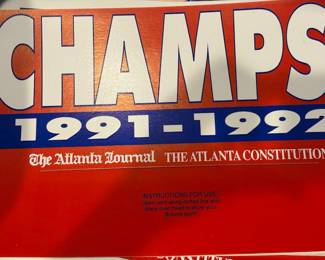 CHAMPS
1991-1992
The Atlanta Journal THE ATLANTA CONSTITUTION
INSTRUCTIONS FOR USE: